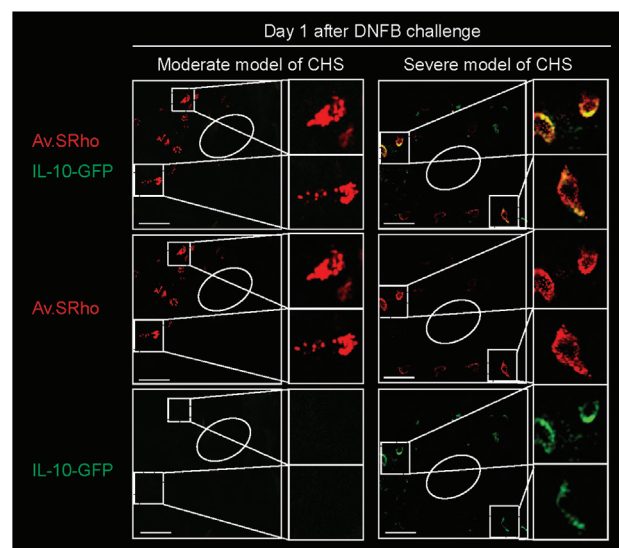 Day 1 after DNFB challenge
Moderate model of CHS
Severe model of CHS
Av.SRho
IL-10-GFP
Av.SRho
IL-10-GFP